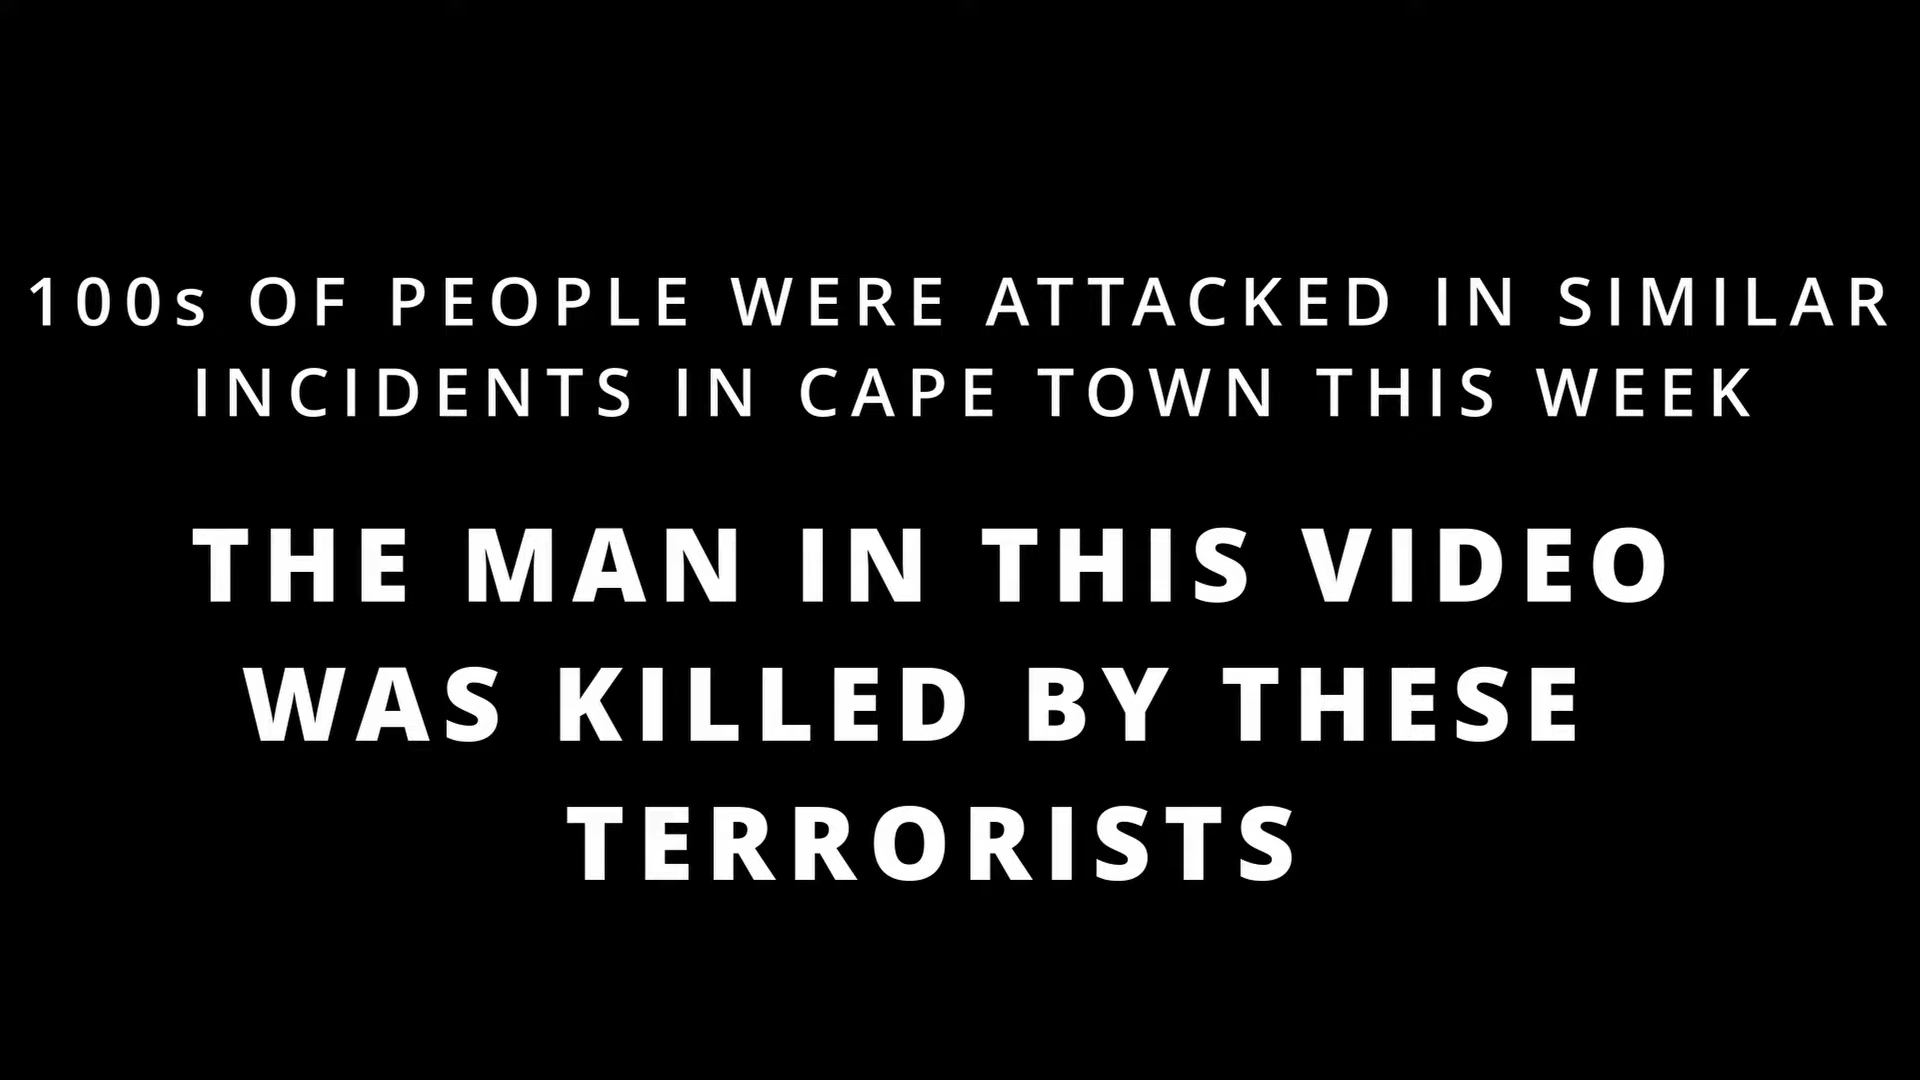 100s OF PEOPLE WERE ATTACKED IN SIMILAR
INCIDENTS IN CAPE TOWN THIS WEEK
THE MAN IN THIS VIDEO
WAS KILLED BY THESE
TERRORISTS